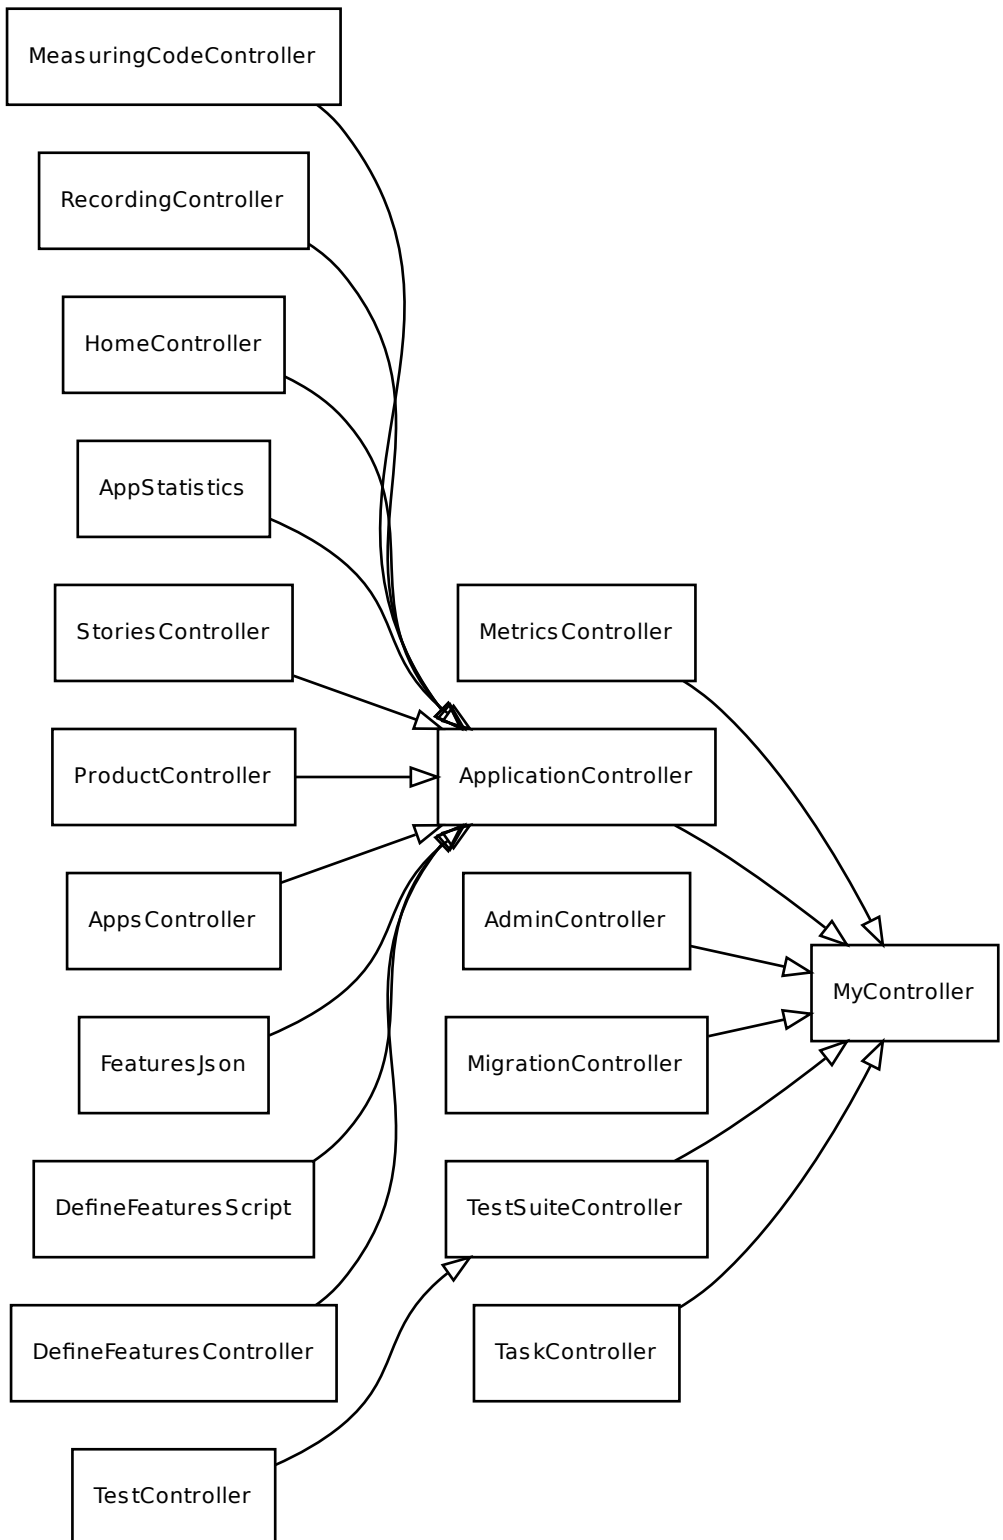 MeasuringCodeController
RecordingController
HomeController
AppStatistics
StoriesController
MetricsController
ProductController
ApplicationController
AppsController
AdminController
MyController
FeaturesJson
MigrationController
DefineFeaturesScript
TestSuiteController
DefineFeaturesController
TaskController
TestController